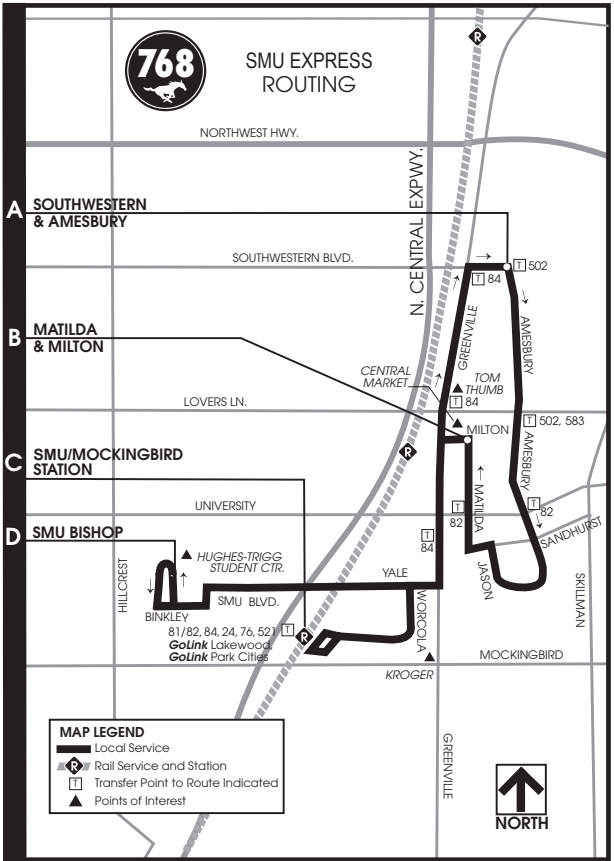 768
SMU EXPRESS
ROUTING
NORTHWEST HWY.
N. CENTRAL EXPWY.
A
SOUTHWESTERN
& AMESBURY
SOUTHWESTERN BLVD.
T 502
T 84
GREENVILLE
AMESBURY
B
MATILDA
& MILTON
CENTRAL
MARKET
TOM
THUMB
T 84
LOVERS LN.
MILTON
T 502, 583
AMESBURY
C
SMU/MOCKINGBIRD
STATION
R
R
UNIVERSITY
T
82
MATILDA
T
82
SANDHURST
D
SMU BISHOP
T
84
HUGHES-TRIGG
STUDENT CTR.
HILLCREST
YALE
JASON
SKILLMAN
SMU BLVD.
BINKLEY
WORCOLA
81/82, 84, 24, 76, 521 T
R
GoLink Lakewood,
GoLink Park Cities
MOCKINGBIRD
KROGER
GREENVILLE
MAP LEGEND
Local Service
R Rail Service and Station
T Transfer Point to Route Indicated
Points of Interest
NORTH